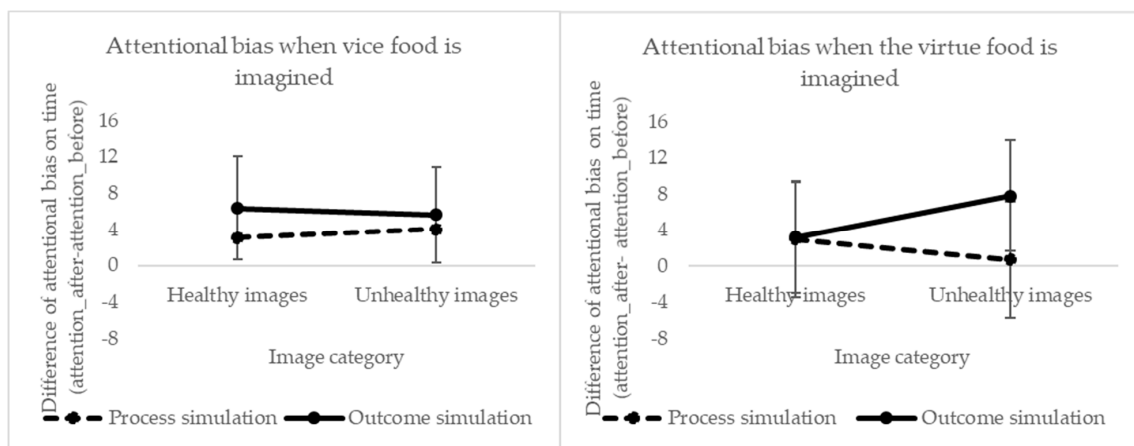 Attentional bias when vice food is
imagined
Difference of attentional bias on time
(attention_after-attention_before)
16
12
8
4
0
-4
-8
Healthy images
Unhealthy images
Image category
Process simulation
Outcome simulation
Attentional bias when the virtue food is
imagined
Difference of attentional bias on time
(attention_after- attention_before)
16
12
8
4
0
-4
-8
Healthy images
Unhealthy images
Image category
Process simulation
Outcome simulation